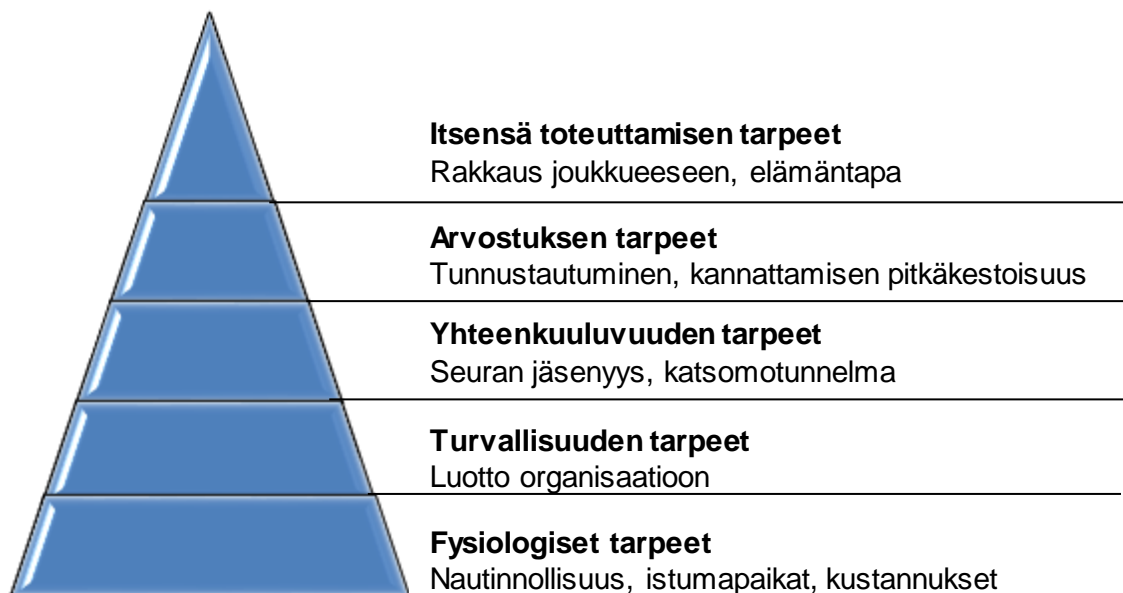 Itsensä toteuttamisen tarpeet
Rakkaus joukkueeseen, elämäntapa
Arvostuksen tarpeet
Tunnustautuminen, kannattamisen pitkäkestoisuus
Yhteenkuuluvuuden tarpeet
Seuran jäsenyys, katsomotunnelma
Turvallisuuden tarpeet
Luotto organisaatioon
Fysiologiset tarpeet
Nautinnollisuus, istumapaikat, kustannukset